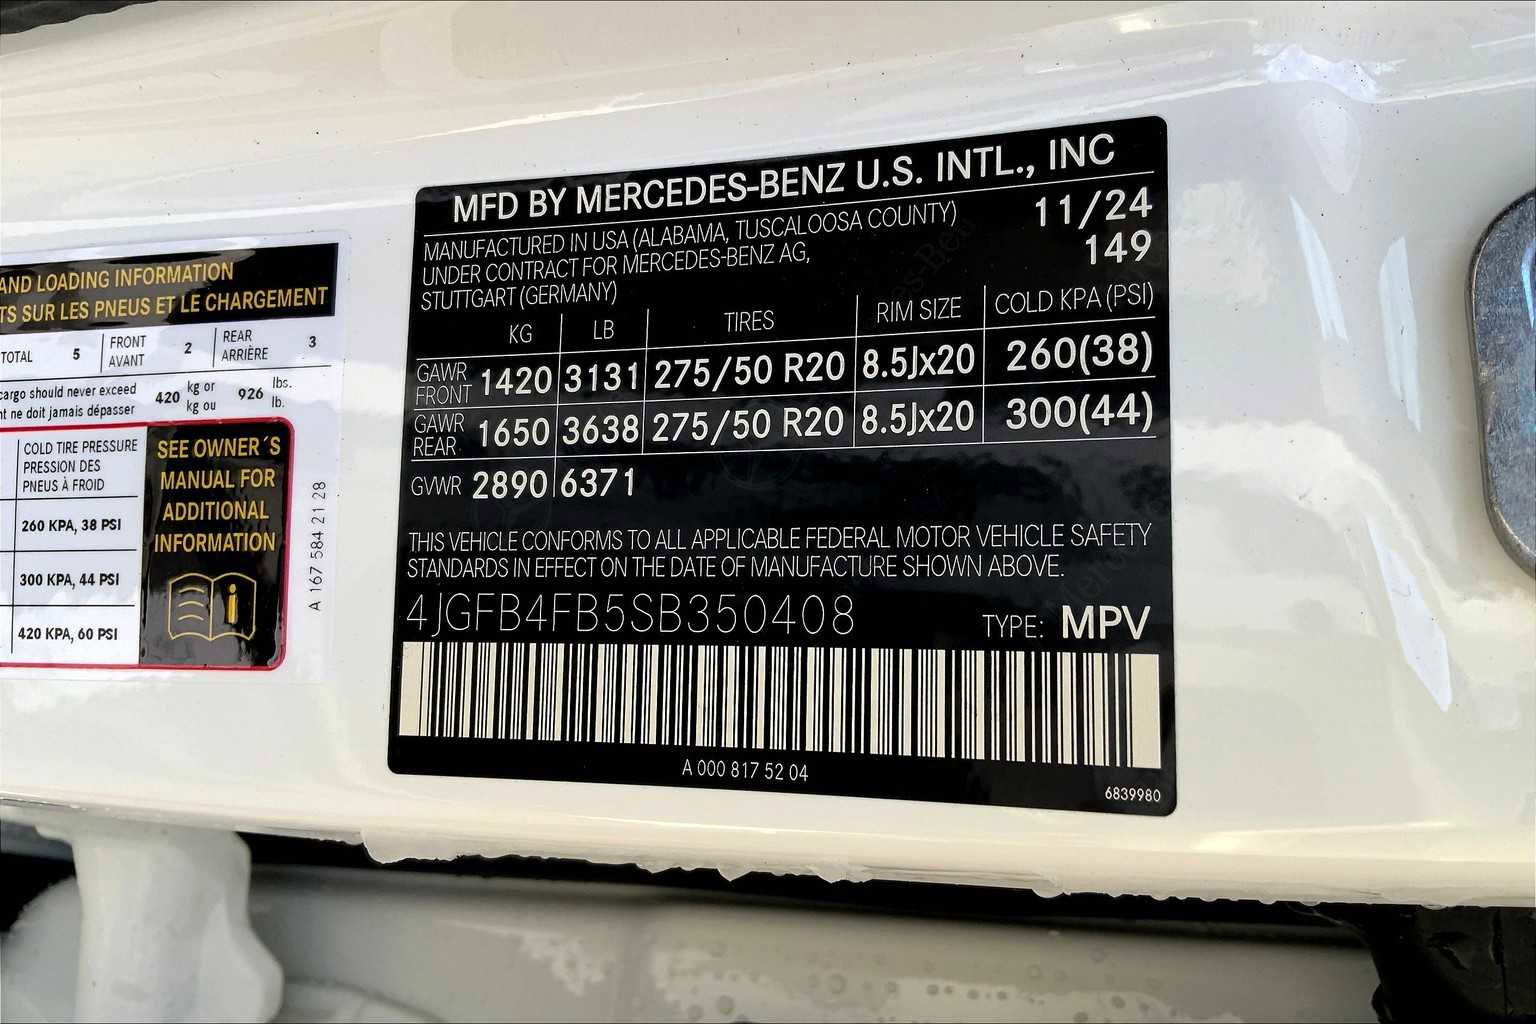 AND LOADING INFORMATION
TS SUR LES PNEUS ET LE CHARGEMENT
TOTAL 5 FRONT AVANT 2 REAR ARRIÈRE 3
cargo should never exceed
nt ne doit jamais dépasser
420 kg or kg ou 926 lbs. lb.
COLD TIRE PRESSURE
PRESSION DES
PNEUS À FROID
260 KPA, 38 PSI
300 KPA, 44 PSI
420 KPA, 60 PSI
SEE OWNER´S
MANUAL FOR
ADDITIONAL
INFORMATION
A 167 584 21 28
MFD BY MERCEDES-BENZ U.S. INTL., INC
MANUFACTURED IN USA (ALABAMA, TUSCALOOSA COUNTY)
UNDER CONTRACT FOR MERCEDES-BENZ AG,
STUTTGART (GERMANY)
11/24
149
KG LB TIRES RIM SIZE COLD KPA (PSI)
GAWR FRONT 1420 3131 275/50 R20 8.5Jx20 260(38)
GAWR REAR 1650 3638 275/50 R20 8.5Jx20 300(44)
GVWR 2890 6371
THIS VEHICLE CONFORMS TO ALL APPLICABLE FEDERAL MOTOR VEHICLE SAFETY
STANDARDS IN EFFECT ON THE DATE OF MANUFACTURE SHOWN ABOVE.
4JGFB4FB5SB350408 TYPE: MPV
A 000 817 52 04
6839980